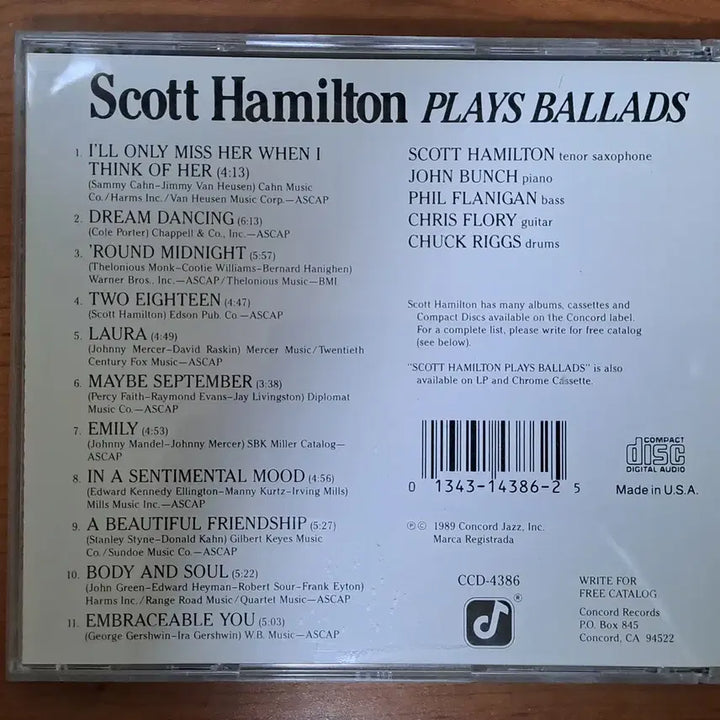 Scott Hamilton PLAYS BALLADS
1. I'LL ONLY MISS HER WHEN I
THINK OF HER (4:13)
(Sammy Cahn-Jimmy Van Heusen) Cahn Music
Co./Harms Inc./Van Heusen Music Corp.—ASCAP
2. DREAM DANCING (6:13)
(Cole Porter) Chappell & Co., Inc.—ASCAP
3. 'ROUND MIDNIGHT (5:57)
(Thelonious Monk-Cootie Williams-Bernard Hanighen)
Warner Bros., Inc.—ASCAP/Thelonious Music—BMI
4. TWO EIGHTEEN (4:47)
(Scott Hamilton) Edson Pub. Co—ASCAP
5. LAURA (4:49)
(Johnny Mercer-David Raskin) Mercer Music/Twentieth
Century Fox Music—ASCAP
6. MAYBE SEPTEMBER (3:38)
(Percy Faith-Raymond Evans-Jay Livingston) Diplomat
Music Co.—ASCAP
7. EMILY (4:53)
(Johnny Mandel-Johnny Mercer) SBK Miller Catalog—
ASCAP
8. IN A SENTIMENTAL MOOD (4:56)
(Edward Kennedy Ellington-Manny Kurtz-Irving Mills)
Mills Music Inc.—ASCAP
9. A BEAUTIFUL FRIENDSHIP (5:27)
(Stanley Styne-Donald Kahn) Gilbert Keyes Music
Co./Sundoe Music Co.—ASCAP
10. BODY AND SOUL (5:22)
(John Green-Edward Heyman-Robert Sour-Frank Eyton)
Harms Inc./Range Road Music/Quartet Music—ASCAP
11. EMBRACEABLE YOU (5:03)
(George Gershwin-Ira Gershwin) W.B. Music—ASCAP
SCOTT HAMILTON tenor saxophone
JOHN BUNCH piano
PHIL FLANIGAN bass
CHRIS FLORY guitar
CHUCK RIGGS drums
Scott Hamilton has many albums, cassettes and
Compact Discs available on the Concord label.
For a complete list, please write for free catalog
(see below).
"SCOTT HAMILTON PLAYS BALLADS" is also
available on LP and Chrome Cassette.
0 1343-14386-2 5
COMPACT
disc
DIGITAL AUDIO
Made in U.S.A.
℗© 1989 Concord Jazz, Inc.
Marca Registrada
CCD-4386
®
WRITE FOR
FREE CATALOG
Concord Records
P.O. Box 845
Concord, CA 94522